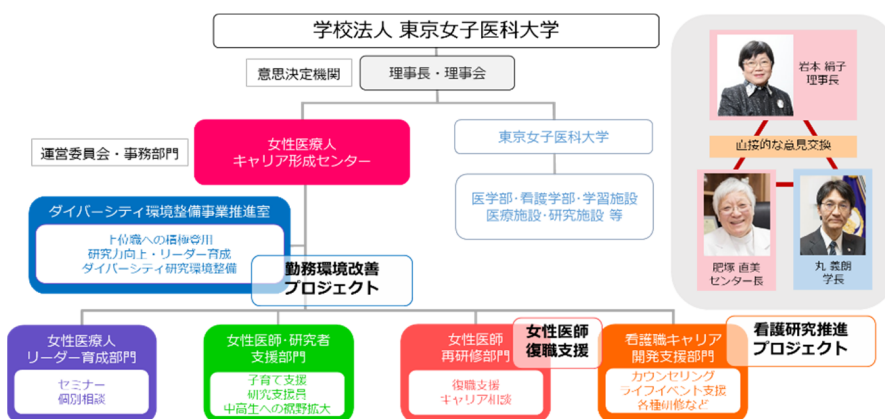 学校法人 東京女子医科大学
意思決定機関
理事長・理事会
運営委員会・事務部門
女性医療人
キャリア形成センター
東京女子医科大学
医学部・看護学部・学習施設
医療施設・研究施設 等
ダイバーシティ環境整備事業推進室
上位職への積極登用
研究力向上・リーダー育成
ダイバーシティ研究環境整備
勤務環境改善
プロジェクト
岩本 絹子
理事長
直接的な意見交換
肥塚 直美
センター長
丸 義朗
学長
女性医療人
リーダー育成部門
セミナー
個別相談
女性医師・研究者
支援部門
子育て支援
研究支援員
中高生への裾野拡大
女性医師
再研修部門
復職支援
キャリア相談
女性医師
復職支援
看護職キャリア
開発支援部門
カウンセリング
ライフイベント支援
各種研修など
看護研究推進
プロジェクト